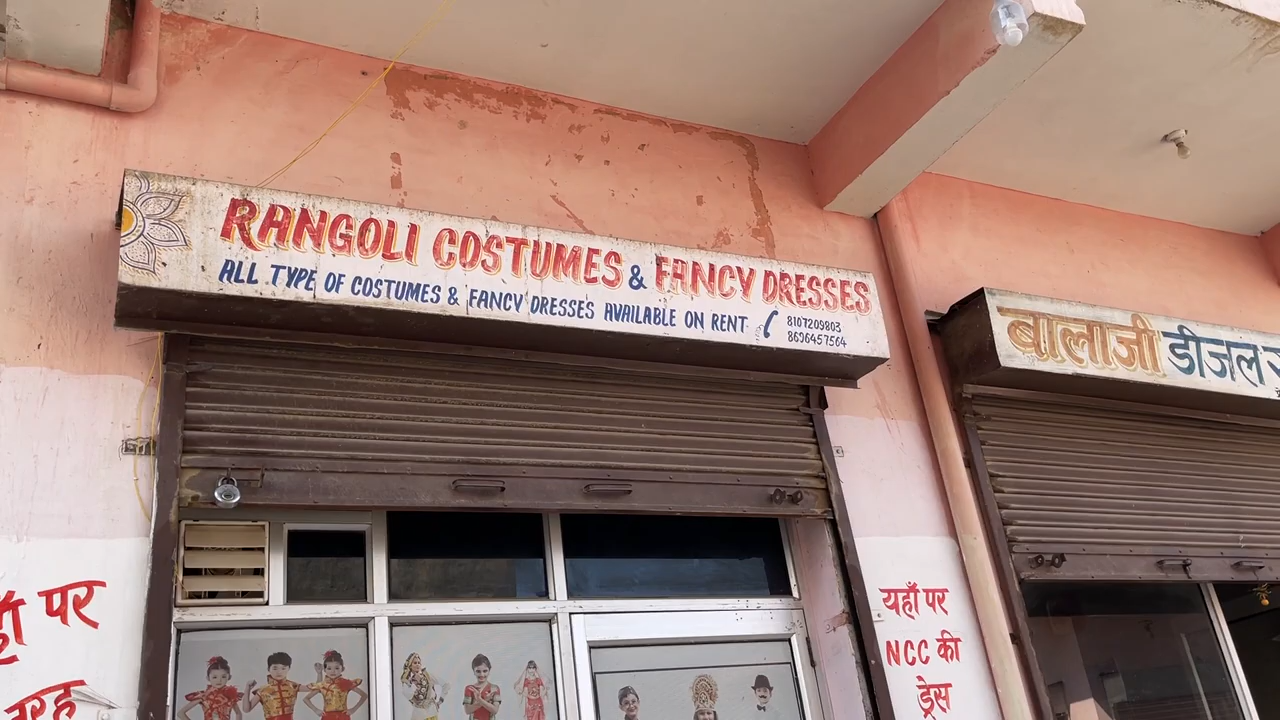 RANGOLI COSTUMES & FANCY DRESSES
ALL TYPE OF COSTUMES & FANCY DRESSES AVAILABLE ON RENT
8107209803
8696457564
बालाजी डीजल
पर
यहाँ पर
NCC की
ड्रेस